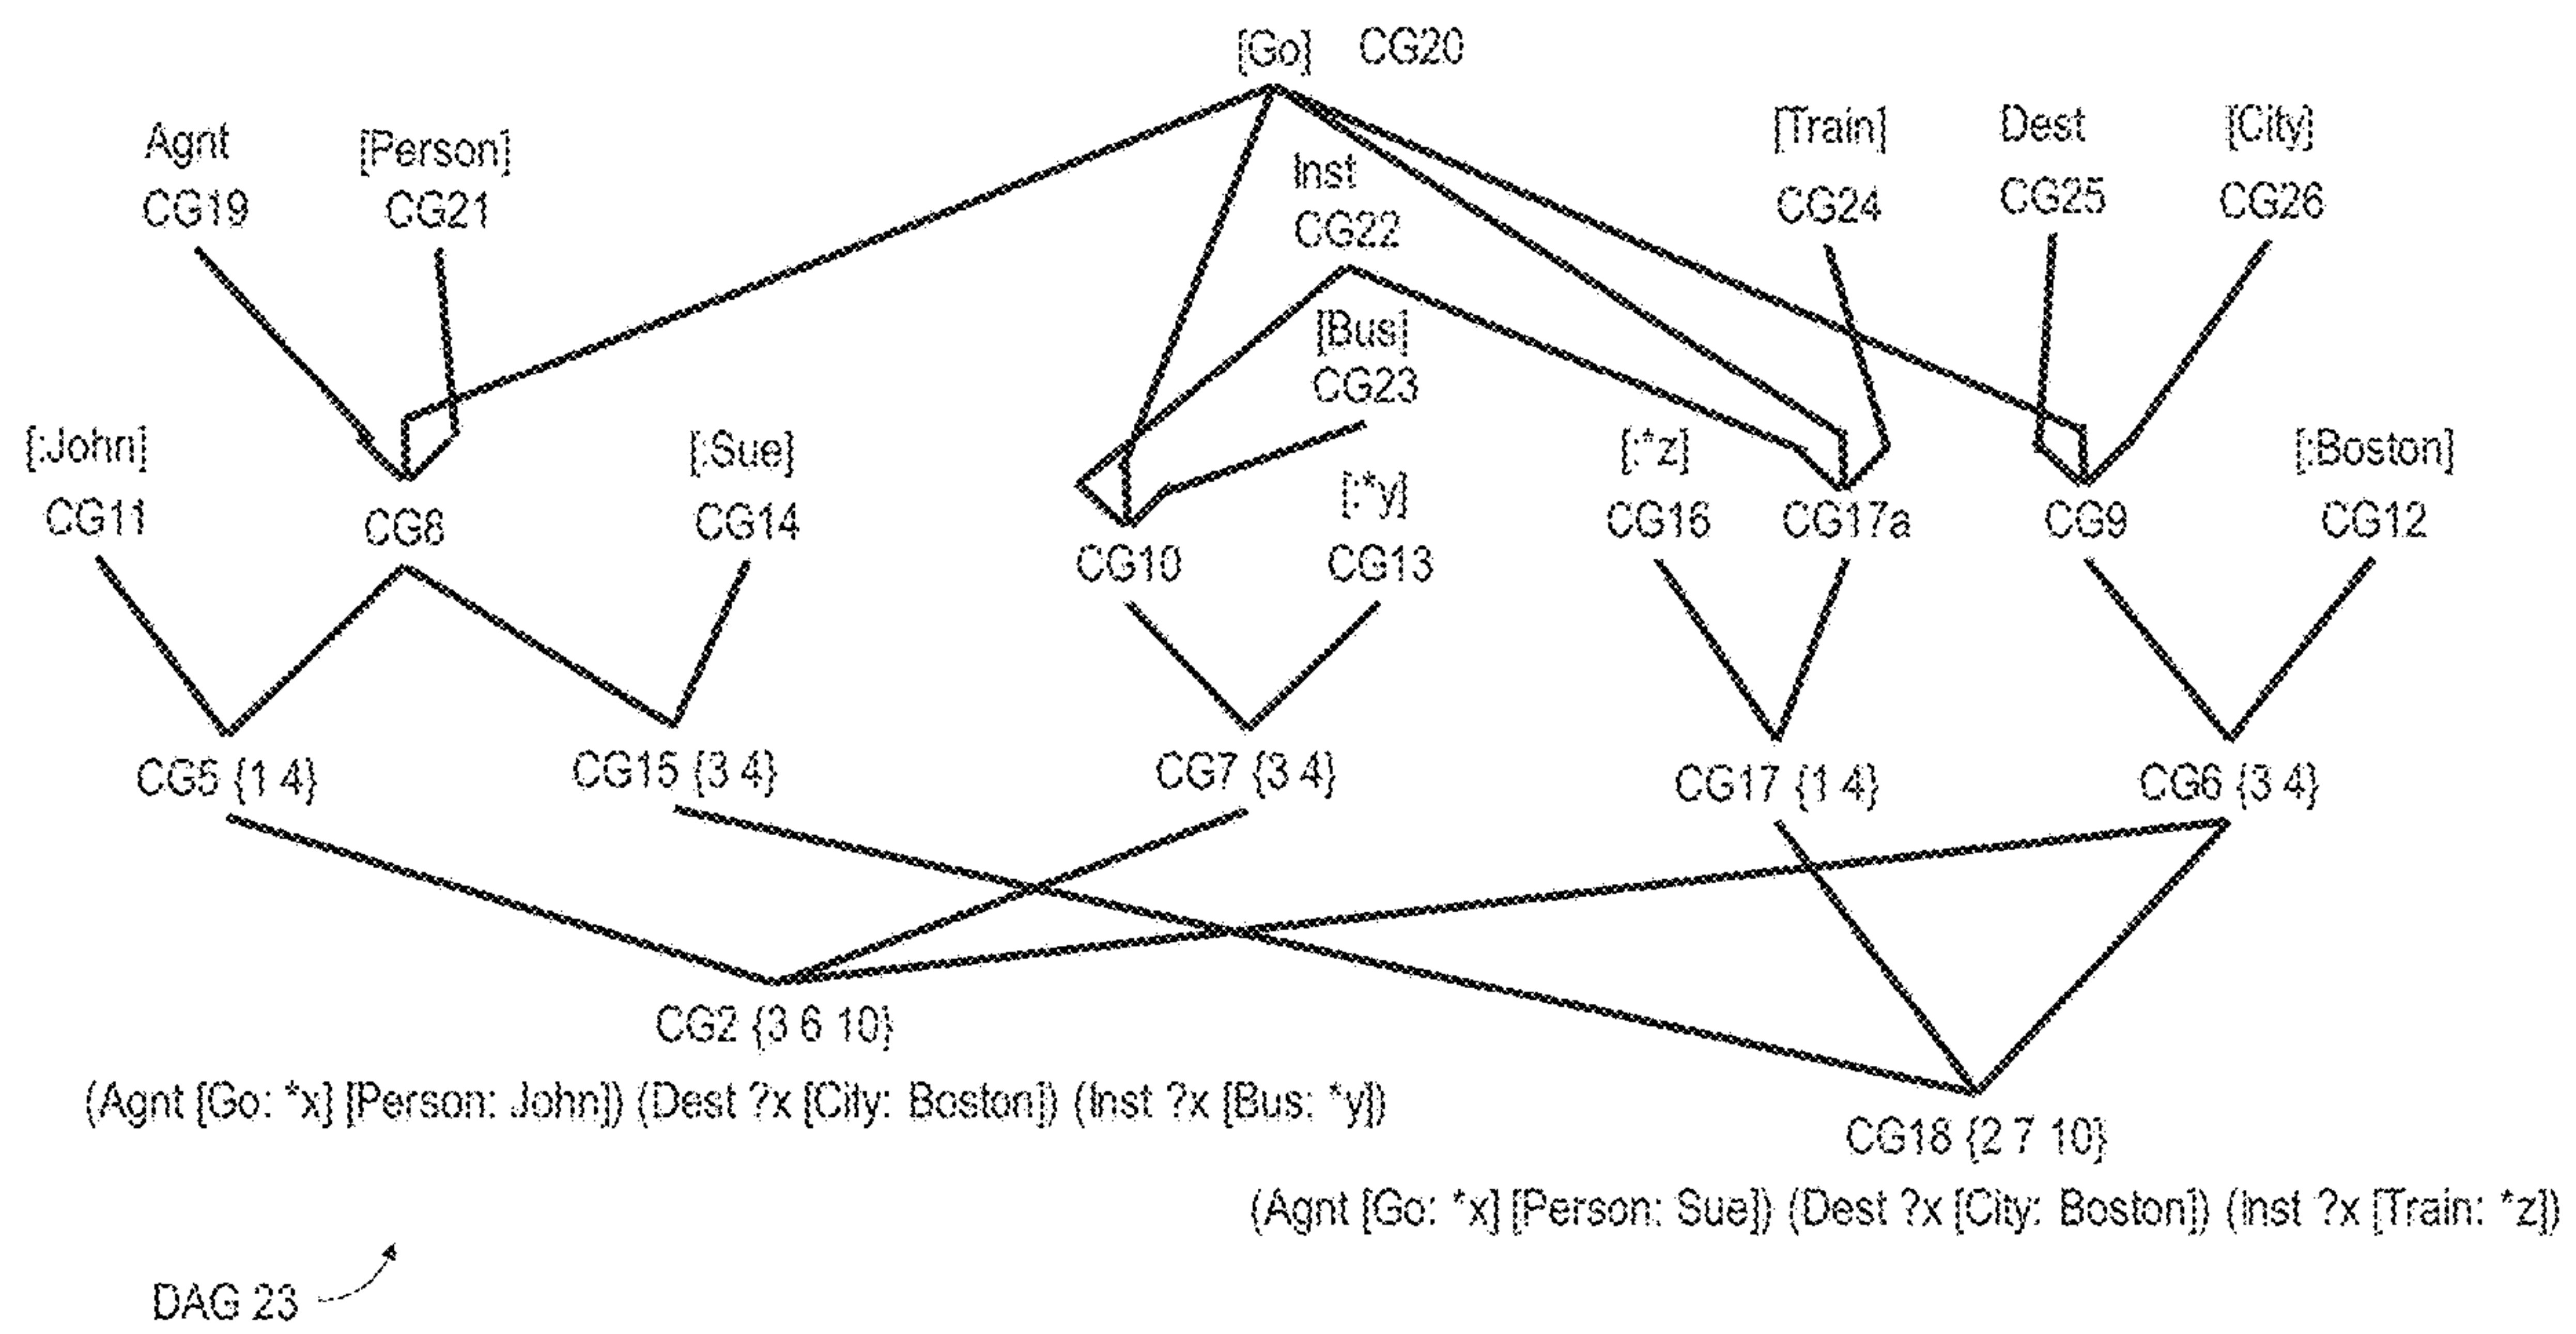 [Go] CG20
Agnt
CG19
[Person]
CG21
Inst
CG22
[Train]
CG24
Dest
CG25
[City]
CG26
[Bus]
CG23
[:John]
CG11
CG8
[:Sue]
CG14
CG10
[:*y]
CG13
[:*z]
CG16
CG17a
CG9
[:Boston]
CG12
CG5 {1 4}
CG15 {3 4}
CG7 {3 4}
CG17 {1 4}
CG6 {3 4}
CG2 {3 6 10}
(Agnt [Go: *x] [Person: John]) (Dest ?x [City: Boston]) (Inst ?x [Bus: *y])
CG18 {2 7 10}
(Agnt [Go: *x] [Person: Sue]) (Dest ?x [City: Boston]) (Inst ?x [Train: *z])
DAG 23